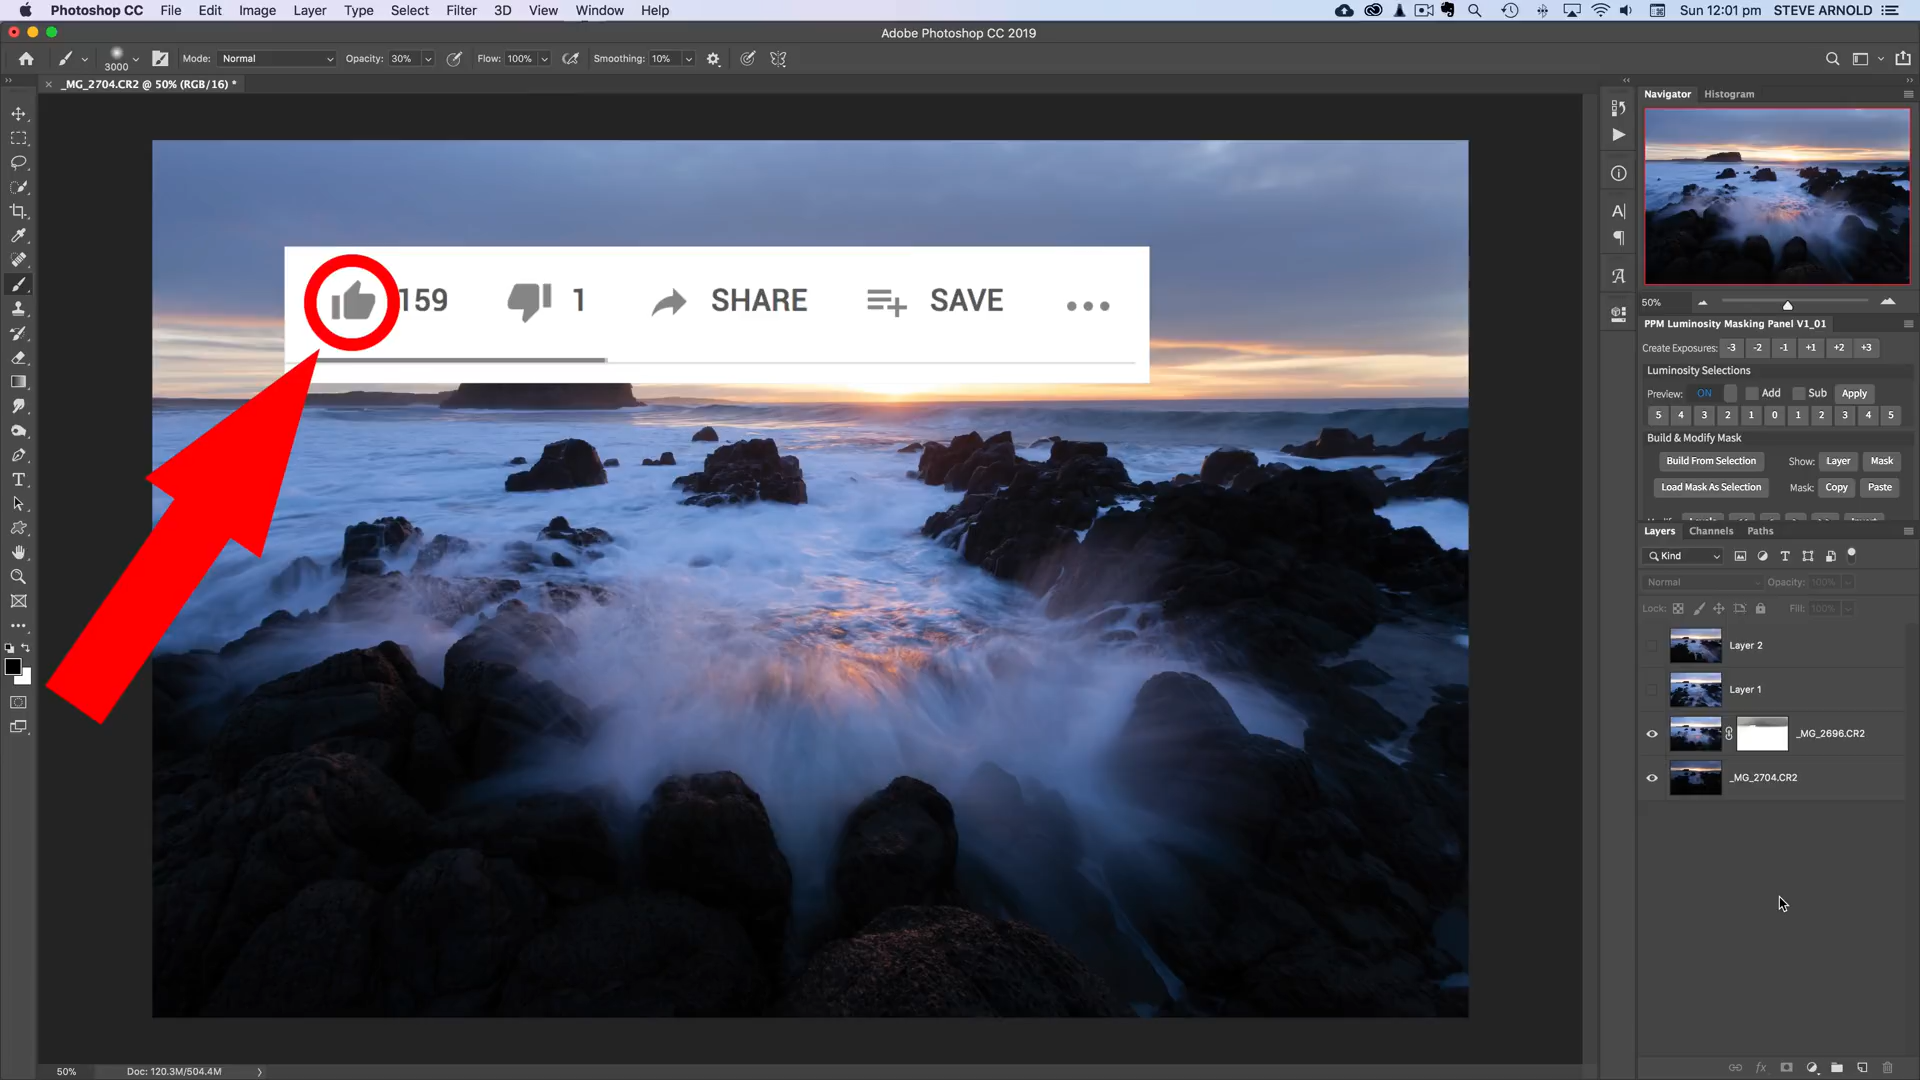 Photoshop CC File Edit Image Layer Type Select Filter 3D View Window Help Sun 12:01 pm STEVE ARNOLD
Adobe Photoshop CC 2019
3000 Mode: Normal Opacity: 30% Flow: 100% Smoothing: 10%
_MG_2704.CR2 @ 50% (RGB/16) *
Navigator Histogram
159 1 SHARE SAVE
50%
PPM Luminosity Masking Panel V1_01
Create Exposures: -3 -2 -1 +1 +2 +3
Luminosity Selections
Preview: ON Add Sub Apply
5 4 3 2 1 0 1 2 3 4 5
Build & Modify Mask
Build From Selection Show: Layer Mask
Load Mask As Selection Mask: Copy Paste
Layers Channels Paths
Kind
Normal Opacity: 100%
Lock: Fill: 100%
Layer 2
Layer 1
_MG_2696.CR2
_MG_2704.CR2
50% Doc: 120.3M/504.4M